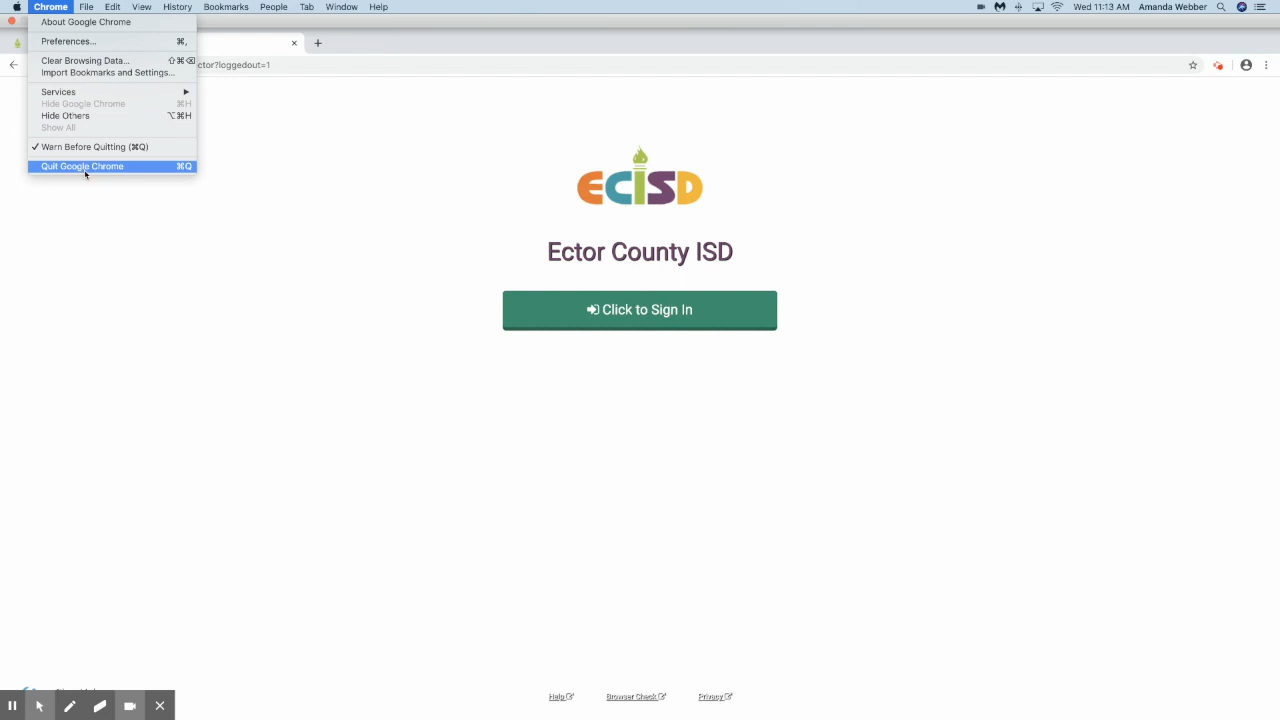 Chrome File Edit View History Bookmarks People Tab Window Help Wed 11:13 AM Amanda Webber
About Google Chrome
Preferences... ⌘,
ctor?loggedout=1
Clear Browsing Data... ⇧⌘⌫
Import Bookmarks and Settings...
Services
Hide Google Chrome ⌘H
Hide Others ⌥⌘H
Show All
✓ Warn Before Quitting (⌘Q)
Quit Google Chrome ⌘Q
ECISD
Ector County ISD
Click to Sign In
Help Browser Check Privacy